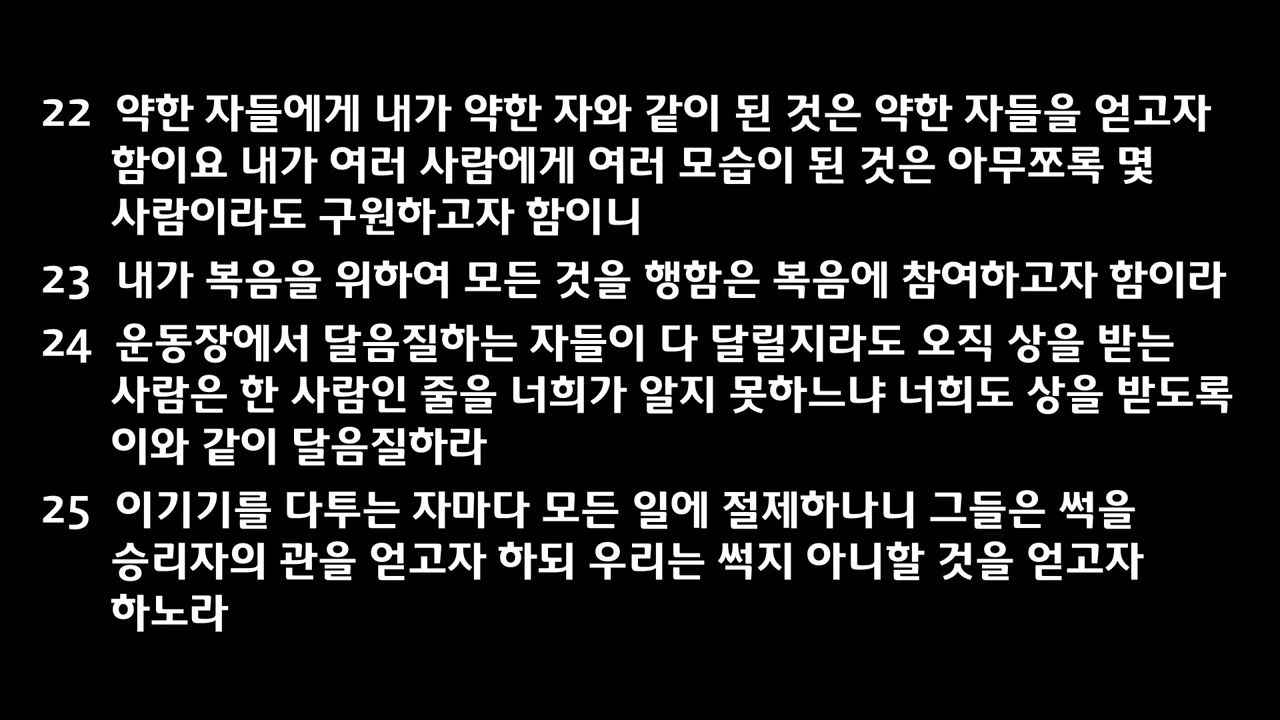 22 약한 자들에게 내가 약한 자와 같이 된 것은 약한 자들을 얻고자
함이요 내가 여러 사람에게 여러 모습이 된 것은 아무쪼록 몇
사람이라도 구원하고자 함이니
23 내가 복음을 위하여 모든 것을 행함은 복음에 참여하고자 함이라
24 운동장에서 달음질하는 자들이 다 달릴지라도 오직 상을 받는
사람은 한 사람인 줄을 너희가 알지 못하느냐 너희도 상을 받도록
이와 같이 달음질하라
25 이기기를 다투는 자마다 모든 일에 절제하나니 그들은 썩을
승리자의 관을 얻고자 하되 우리는 썩지 아니할 것을 얻고자
하노라